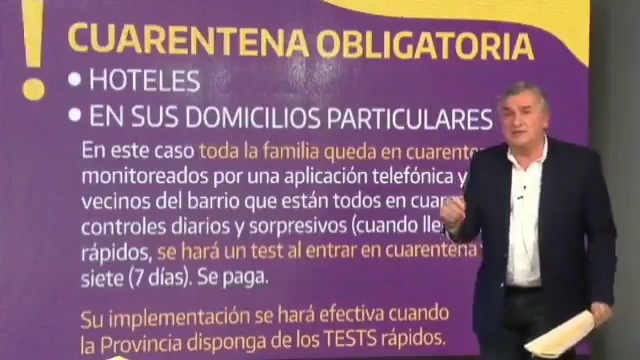 !
CUARENTENA OBLIGATORIA
• HOTELES
• EN SUS DOMICILIOS PARTICULARES
En este caso toda la familia queda en
monitoreados por una aplicación telefónica y
vecinos del barrio que están todos en
controles diarios y sorpresivos (cuando
rápidos, se hará un test al entrar en cuarentena
siete (7 días). Se paga.
Su implementación se hará efectiva cuando
la Provincia disponga de los TESTS rápidos.